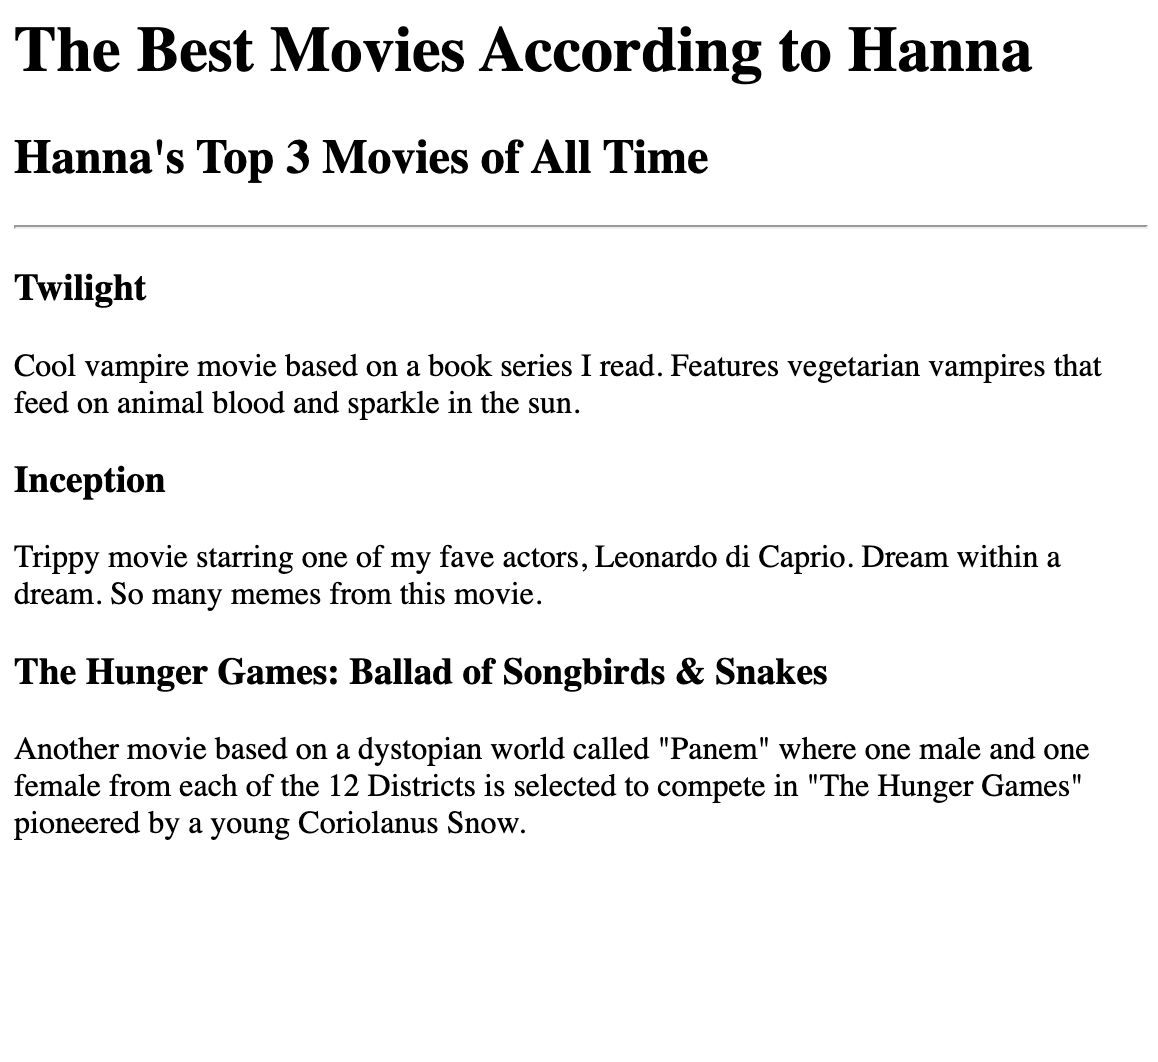 The Best Movies According to Hanna
Hanna's Top 3 Movies of All Time
Twilight
Cool vampire movie based on a book series I read. Features vegetarian vampires that
feed on animal blood and sparkle in the sun.
Inception
Trippy movie starring one of my fave actors, Leonardo di Caprio. Dream within a
dream. So many memes from this movie.
The Hunger Games: Ballad of Songbirds & Snakes
Another movie based on a dystopian world called "Panem" where one male and one
female from each of the 12 Districts is selected to compete in "The Hunger Games"
pioneered by a young Coriolanus Snow.